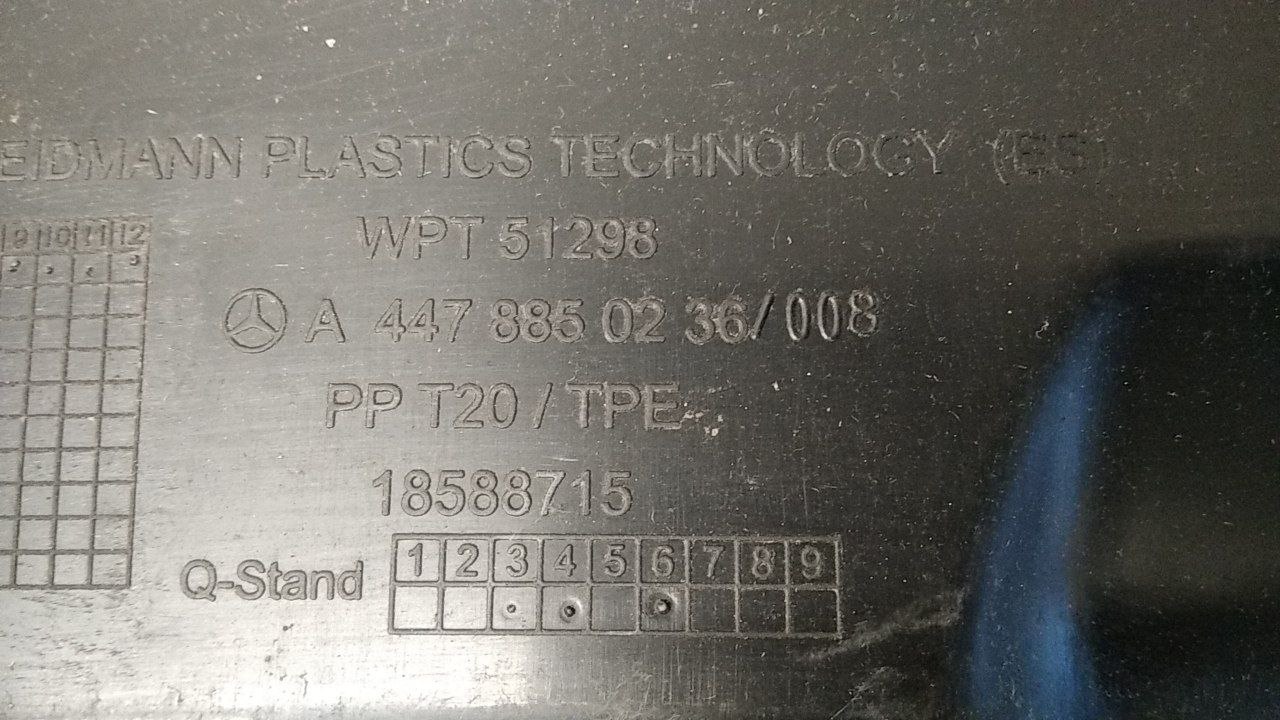 EIDMANN PLASTICS TECHNOLOGY (ES)
WPT 51298
9 10 11 12
A 447 885 02 36/008
PP T20 / TPE
18588715
1 2 3 4 5 6 7 8 9
Q-Stand